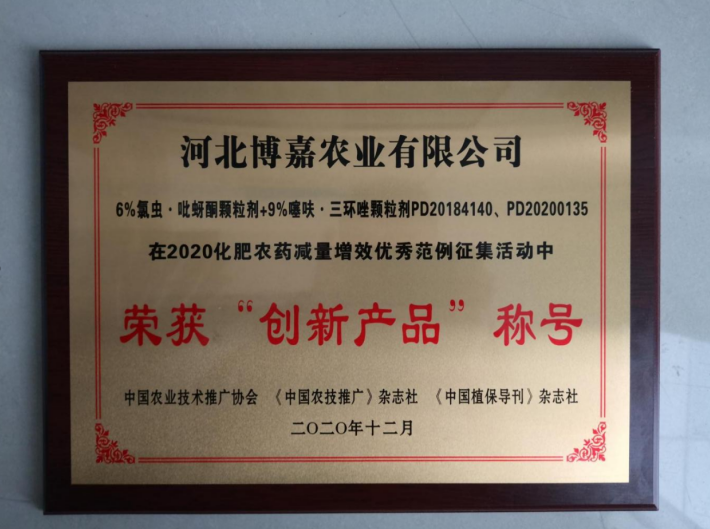 河北博嘉农业有限公司
6%氯虫·吡蚜酮颗粒剂+9%噻呋·三环唑颗粒剂PD20184140、PD20200135
在2020化肥农药减量增效优秀范例征集活动中
荣获“创新产品”称号
中国农业技术推广协会 《中国农技推广》杂志社 《中国植保导刊》杂志社
二〇二〇年十二月